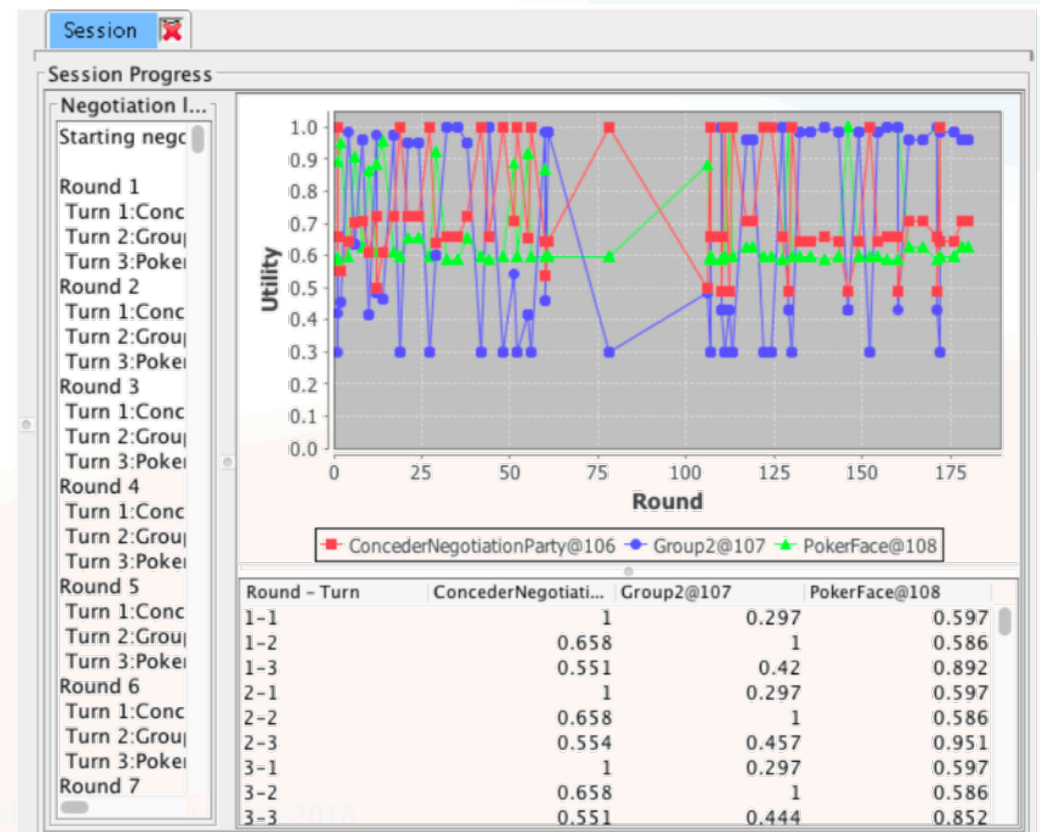 Session
Session Progress
Negotiation l...
Starting negc
Round 1
Turn 1:Conc
Turn 2:Grou
Turn 3:Poke
Round 2
Turn 1:Conc
Turn 2:Grou
Turn 3:Poke
Round 3
Turn 1:Conc
Turn 2:Grou
Turn 3:Poke
Round 4
Turn 1:Conc
Turn 2:Grou
Turn 3:Poke
Round 5
Turn 1:Conc
Turn 2:Grou
Turn 3:Poke
Round 6
Turn 1:Conc
Turn 2:Grou
Turn 3:Poke
Round 7
Utility
1.0
0.9
0.8
0.7
0.6
0.5
0.4
0.3
0.2
0.1
0.0
0 25 50 75 100 125 150 175
Round
ConcederNegotiationParty@106 Group2@107 PokerFace@108
Round - Turn ConcederNegotiati... Group2@107 PokerFace@108
1-1 1 0.297 0.597
1-2 0.658 1 0.586
1-3 0.551 0.42 0.892
2-1 1 0.297 0.597
2-2 0.658 1 0.586
2-3 0.554 0.457 0.951
3-1 1 0.297 0.597
3-2 0.658 1 0.586
3-3 0.551 0.444 0.852
2018